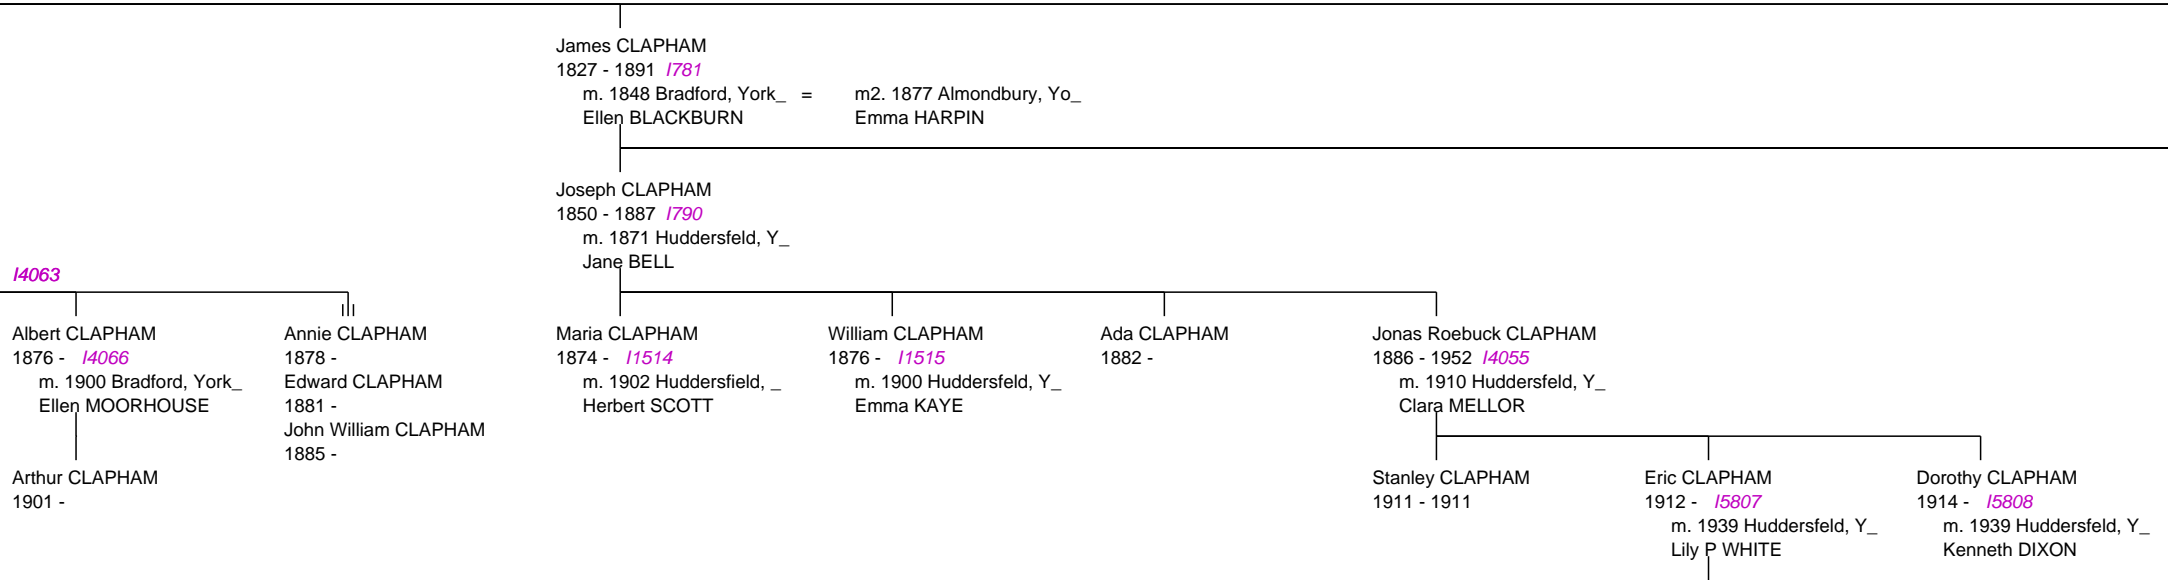 James CLAPHAM
1827 - 1891 I781
m. 1848 Bradford, York_ = m2. 1877 Almondbury, Yo_
Ellen BLACKBURN Emma HARPIN
Joseph CLAPHAM
1850 - 1887 I790
m. 1871 Huddersfeld, Y_
Jane BELL
I4063
Albert CLAPHAM Annie CLAPHAM Maria CLAPHAM William CLAPHAM Ada CLAPHAM Jonas Roebuck CLAPHAM
1876 - I4066 1878 - 1874 - I1514 1876 - I1515 1882 - 1886 - 1952 I4055
m. 1900 Bradford, York_ Edward CLAPHAM m. 1902 Huddersfield, _ m. 1900 Huddersfeld, Y_ m. 1910 Huddersfeld, Y_
Ellen MOORHOUSE 1881 - Herbert SCOTT Emma KAYE Clara MELLOR
John William CLAPHAM
1885 -
Arthur CLAPHAM Stanley CLAPHAM Eric CLAPHAM Dorothy CLAPHAM
1901 - 1911 - 1911 1912 - I5807 1914 - I5808
m. 1939 Huddersfeld, Y_ m. 1939 Huddersfeld, Y_
Lily P WHITE Kenneth DIXON